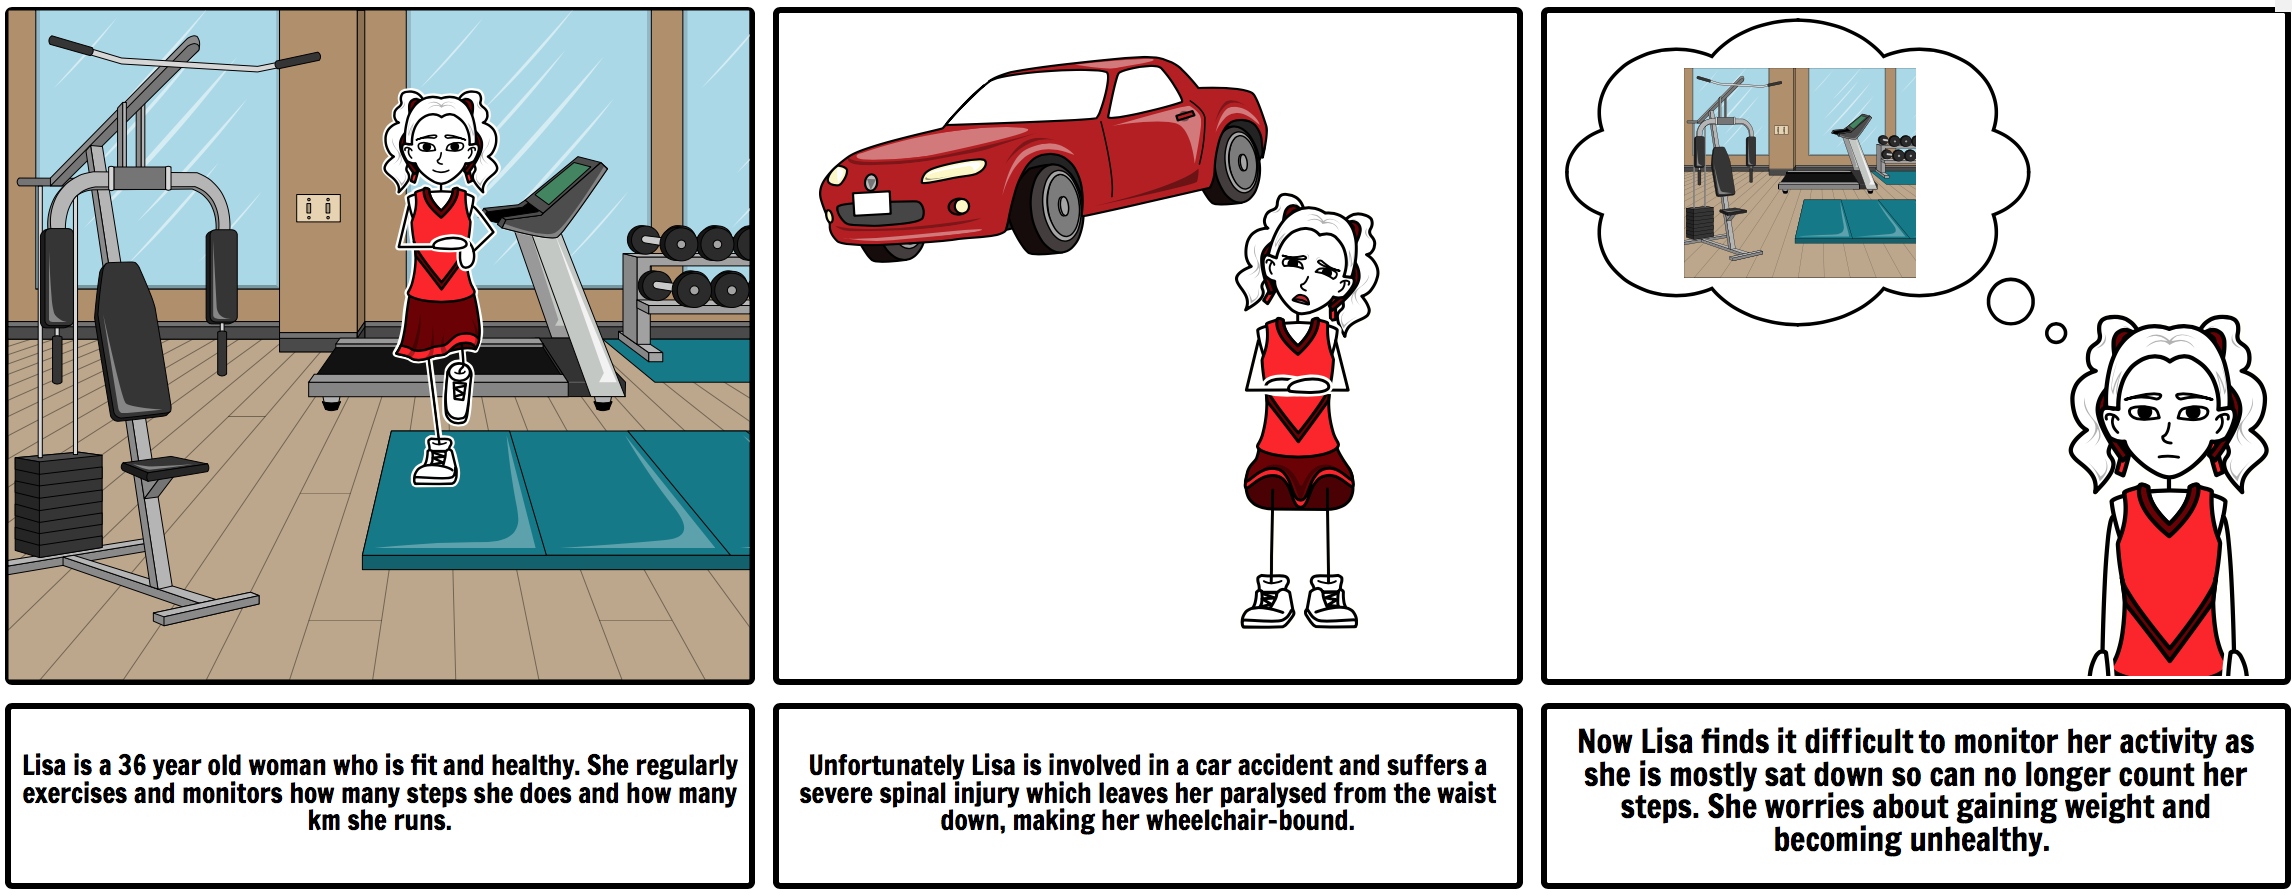 Lisa is a 36 year old woman who is fit and healthy. She regularly
exercises and monitors how many steps she does and how many
km she runs.
Unfortunately Lisa is involved in a car accident and suffers a
severe spinal injury which leaves her paralysed from the waist
down, making her wheelchair-bound.
Now Lisa finds it difficult to monitor her activity as
she is mostly sat down so can no longer count her
steps. She worries about gaining weight and
becoming unhealthy.